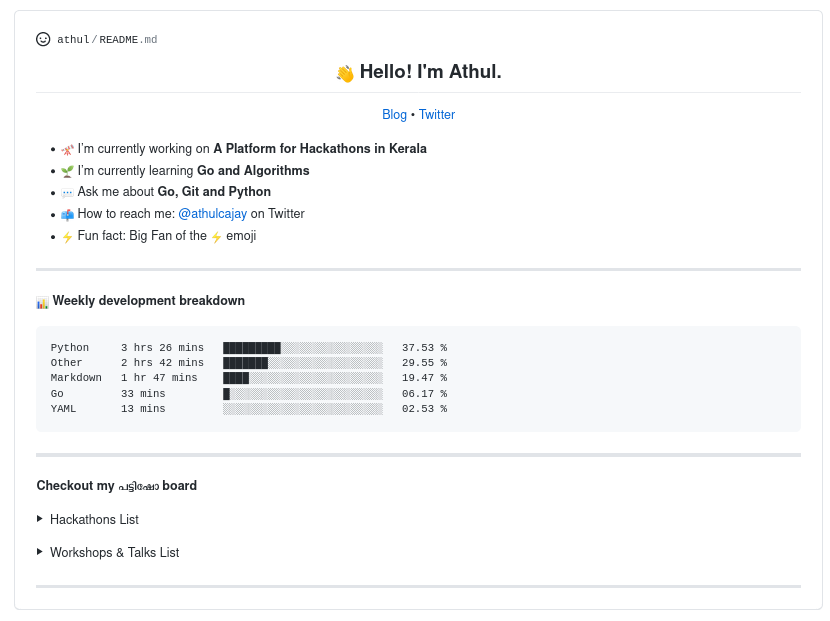 athul/README.md
👋 Hello! I'm Athul.
Blog • Twitter
• 🔭 I'm currently working on A Platform for Hackathons in Kerala
• 🌱 I'm currently learning Go and Algorithms
• 💬 Ask me about Go, Git and Python
• 📫 How to reach me: @athulcajay on Twitter
• ⚡ Fun fact: Big Fan of the ⚡ emoji
📊 Weekly development breakdown
Python 3 hrs 26 mins █████████░░░░░░░░░░░░░░░░ 37.53 %
Other 2 hrs 42 mins ███████░░░░░░░░░░░░░░░░░░ 29.55 %
Markdown 1 hr 47 mins ████░░░░░░░░░░░░░░░░░░░░░ 19.47 %
Go 33 mins █░░░░░░░░░░░░░░░░░░░░░░░░ 06.17 %
YAML 13 mins ░░░░░░░░░░░░░░░░░░░░░░░░░ 02.53 %
Checkout my പട്ടിഷോ board
Hackathons List
Workshops & Talks List